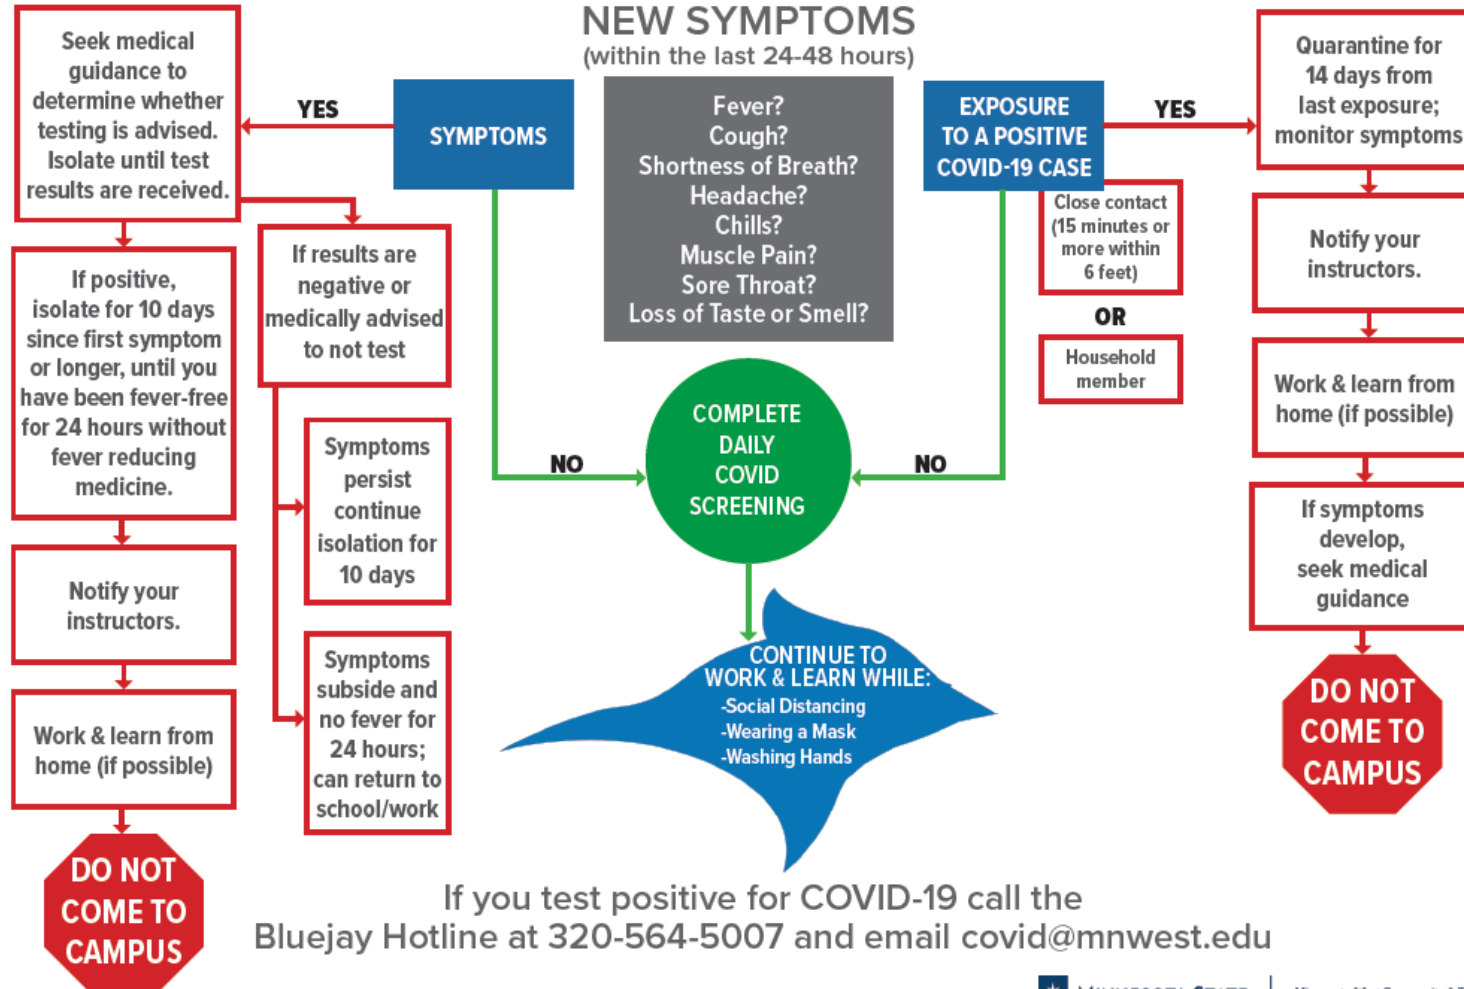 NEW SYMPTOMS
(within the last 24-48 hours)
Fever?
Cough?
Shortness of Breath?
Headache?
Chills?
Muscle Pain?
Sore Throat?
Loss of Taste or Smell?
SYMPTOMS
YES
Seek medical
guidance to
determine whether
testing is advised.
Isolate until test
results are received.
If positive,
isolate for 10 days
since first symptom
or longer, until you
have been fever-free
for 24 hours without
fever reducing
medicine.
Notify your
instructors.
Work & learn from
home (if possible)
DO NOT
COME TO
CAMPUS
If results are
negative or
medically advised
to not test
Symptoms
persist
continue
isolation for
10 days
Symptoms
subside and
no fever for
24 hours;
can return to
school/work
NO
COMPLETE
DAILY
COVID
SCREENING
NO
CONTINUE TO
WORK & LEARN WHILE:
-Social Distancing
-Wearing a Mask
-Washing Hands
EXPOSURE
TO A POSITIVE
COVID-19 CASE
Close contact
(15 minutes or
more within
6 feet)
OR
Household
member
YES
Quarantine for
14 days from
last exposure;
monitor symptoms
Notify your
instructors.
Work & learn from
home (if possible)
If symptoms
develop,
seek medical
guidance
DO NOT
COME TO
CAMPUS
If you test positive for COVID-19 call the
Bluejay Hotline at 320-564-5007 and email covid@mnwest.edu
MINNESOTA STATE